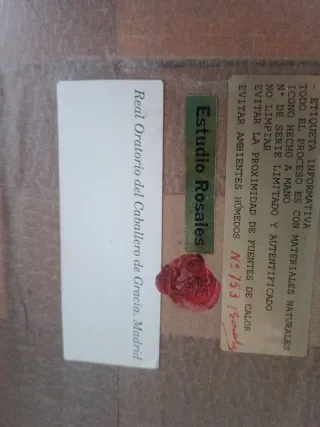 - ETIQUETA INFORMATIVA
TODO EL PROCESO ES CON MATERIALES NATURALES
ICONO HECHO A MANO
Nº DE SERIE LIMITADO Y AUTENTIFICADO
NO LIMPIAR
EVITAR LA PROXIMIDAD DE FUENTES DE CALOR
EVITAR AMBIENTES HÚMEDOS Nº 753
Estudio Rosales
Real Oratorio del Caballero de Gracia. Madrid